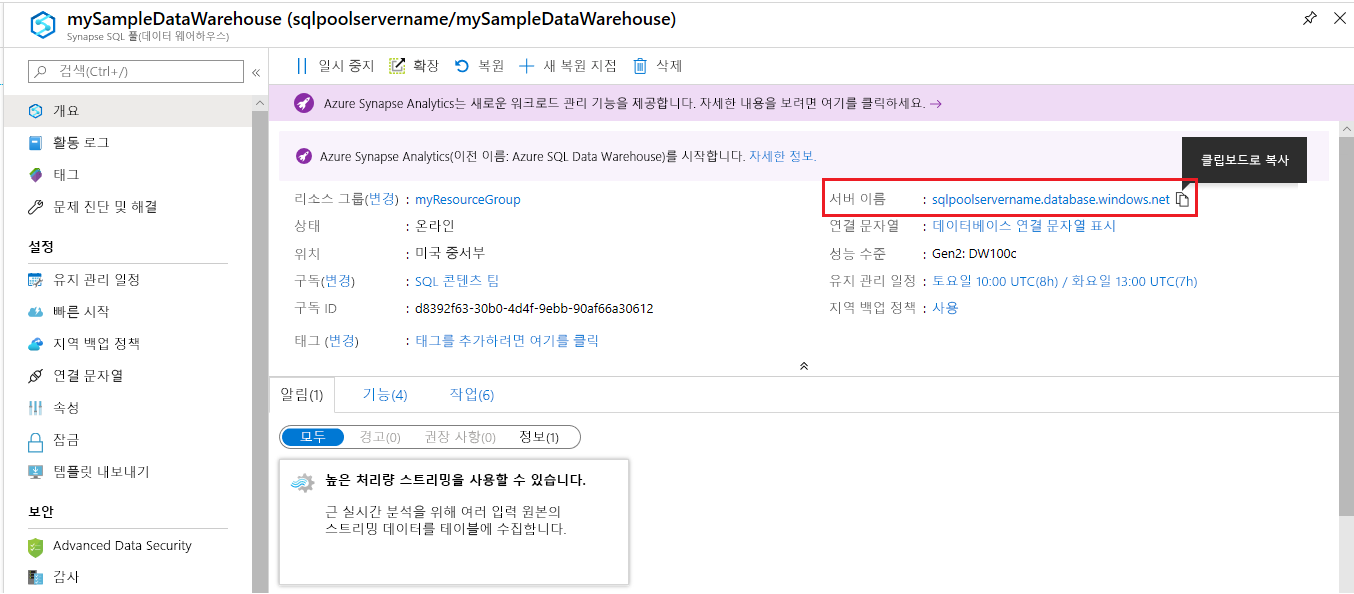 mySampleDataWarehouse (sqlpoolservername/mySampleDataWarehouse)
Synapse SQL 풀(데이터 웨어하우스)
검색(Ctrl+/)
개요
활동 로그
태그
문제 진단 및 해결
설정
유지 관리 일정
빠른 시작
지역 백업 정책
연결 문자열
속성
잠금
템플릿 내보내기
보안
Advanced Data Security
감사
일시 중지 확장 복원 새 복원 지점 삭제
Azure Synapse Analytics는 새로운 워크로드 관리 기능을 제공합니다. 자세한 내용을 보려면 여기를 클릭하세요. →
Azure Synapse Analytics(이전 이름: Azure SQL Data Warehouse)를 시작합니다. 자세한 정보.
클립보드로 복사
리소스 그룹(변경) : myResourceGroup
상태 : 온라인
위치 : 미국 중서부
구독(변경) : SQL 콘텐츠 팀
구독 ID : d8392f63-30b0-4d4f-9ebb-90af66a30612
태그 (변경) : 태그를 추가하려면 여기를 클릭
서버 이름 : sqlpoolservername.database.windows.net
연결 문자열 : 데이터베이스 연결 문자열 표시
성능 수준 : Gen2: DW100c
유지 관리 일정 : 토요일 10:00 UTC(8h) / 화요일 13:00 UTC(7h)
지역 백업 정책 : 사용
알림(1) 기능(4) 작업(6)
모두 경고(0) 권장 사항(0) 정보(1)
높은 처리량 스트리밍을 사용할 수 있습니다.
근 실시간 분석을 위해 여러 입력 원본의
스트리밍 데이터를 테이블에 수집합니다.